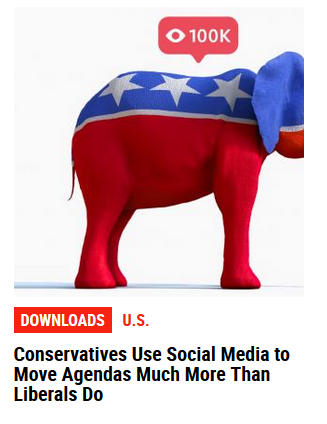 100K
DOWNLOADS U.S.
Conservatives Use Social Media to
Move Agendas Much More Than
Liberals Do